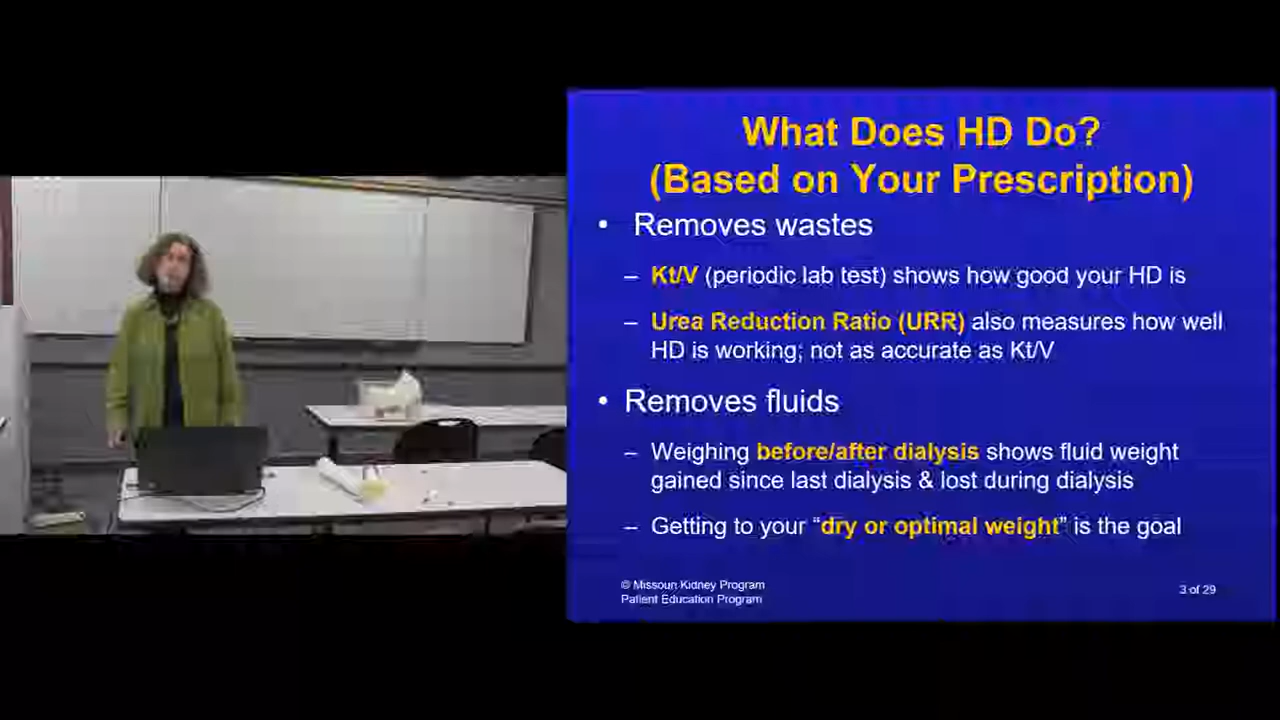 What Does HD Do?
(Based on Your Prescription)
• Removes wastes
– Kt/V (periodic lab test) shows how good your HD is
– Urea Reduction Ratio (URR) also measures how well
HD is working; not as accurate as Kt/V
• Removes fluids
– Weighing before/after dialysis shows fluid weight
gained since last dialysis & lost during dialysis
– Getting to your “dry or optimal weight” is the goal
© Missouri Kidney Program
Patient Education Program
3 of 29